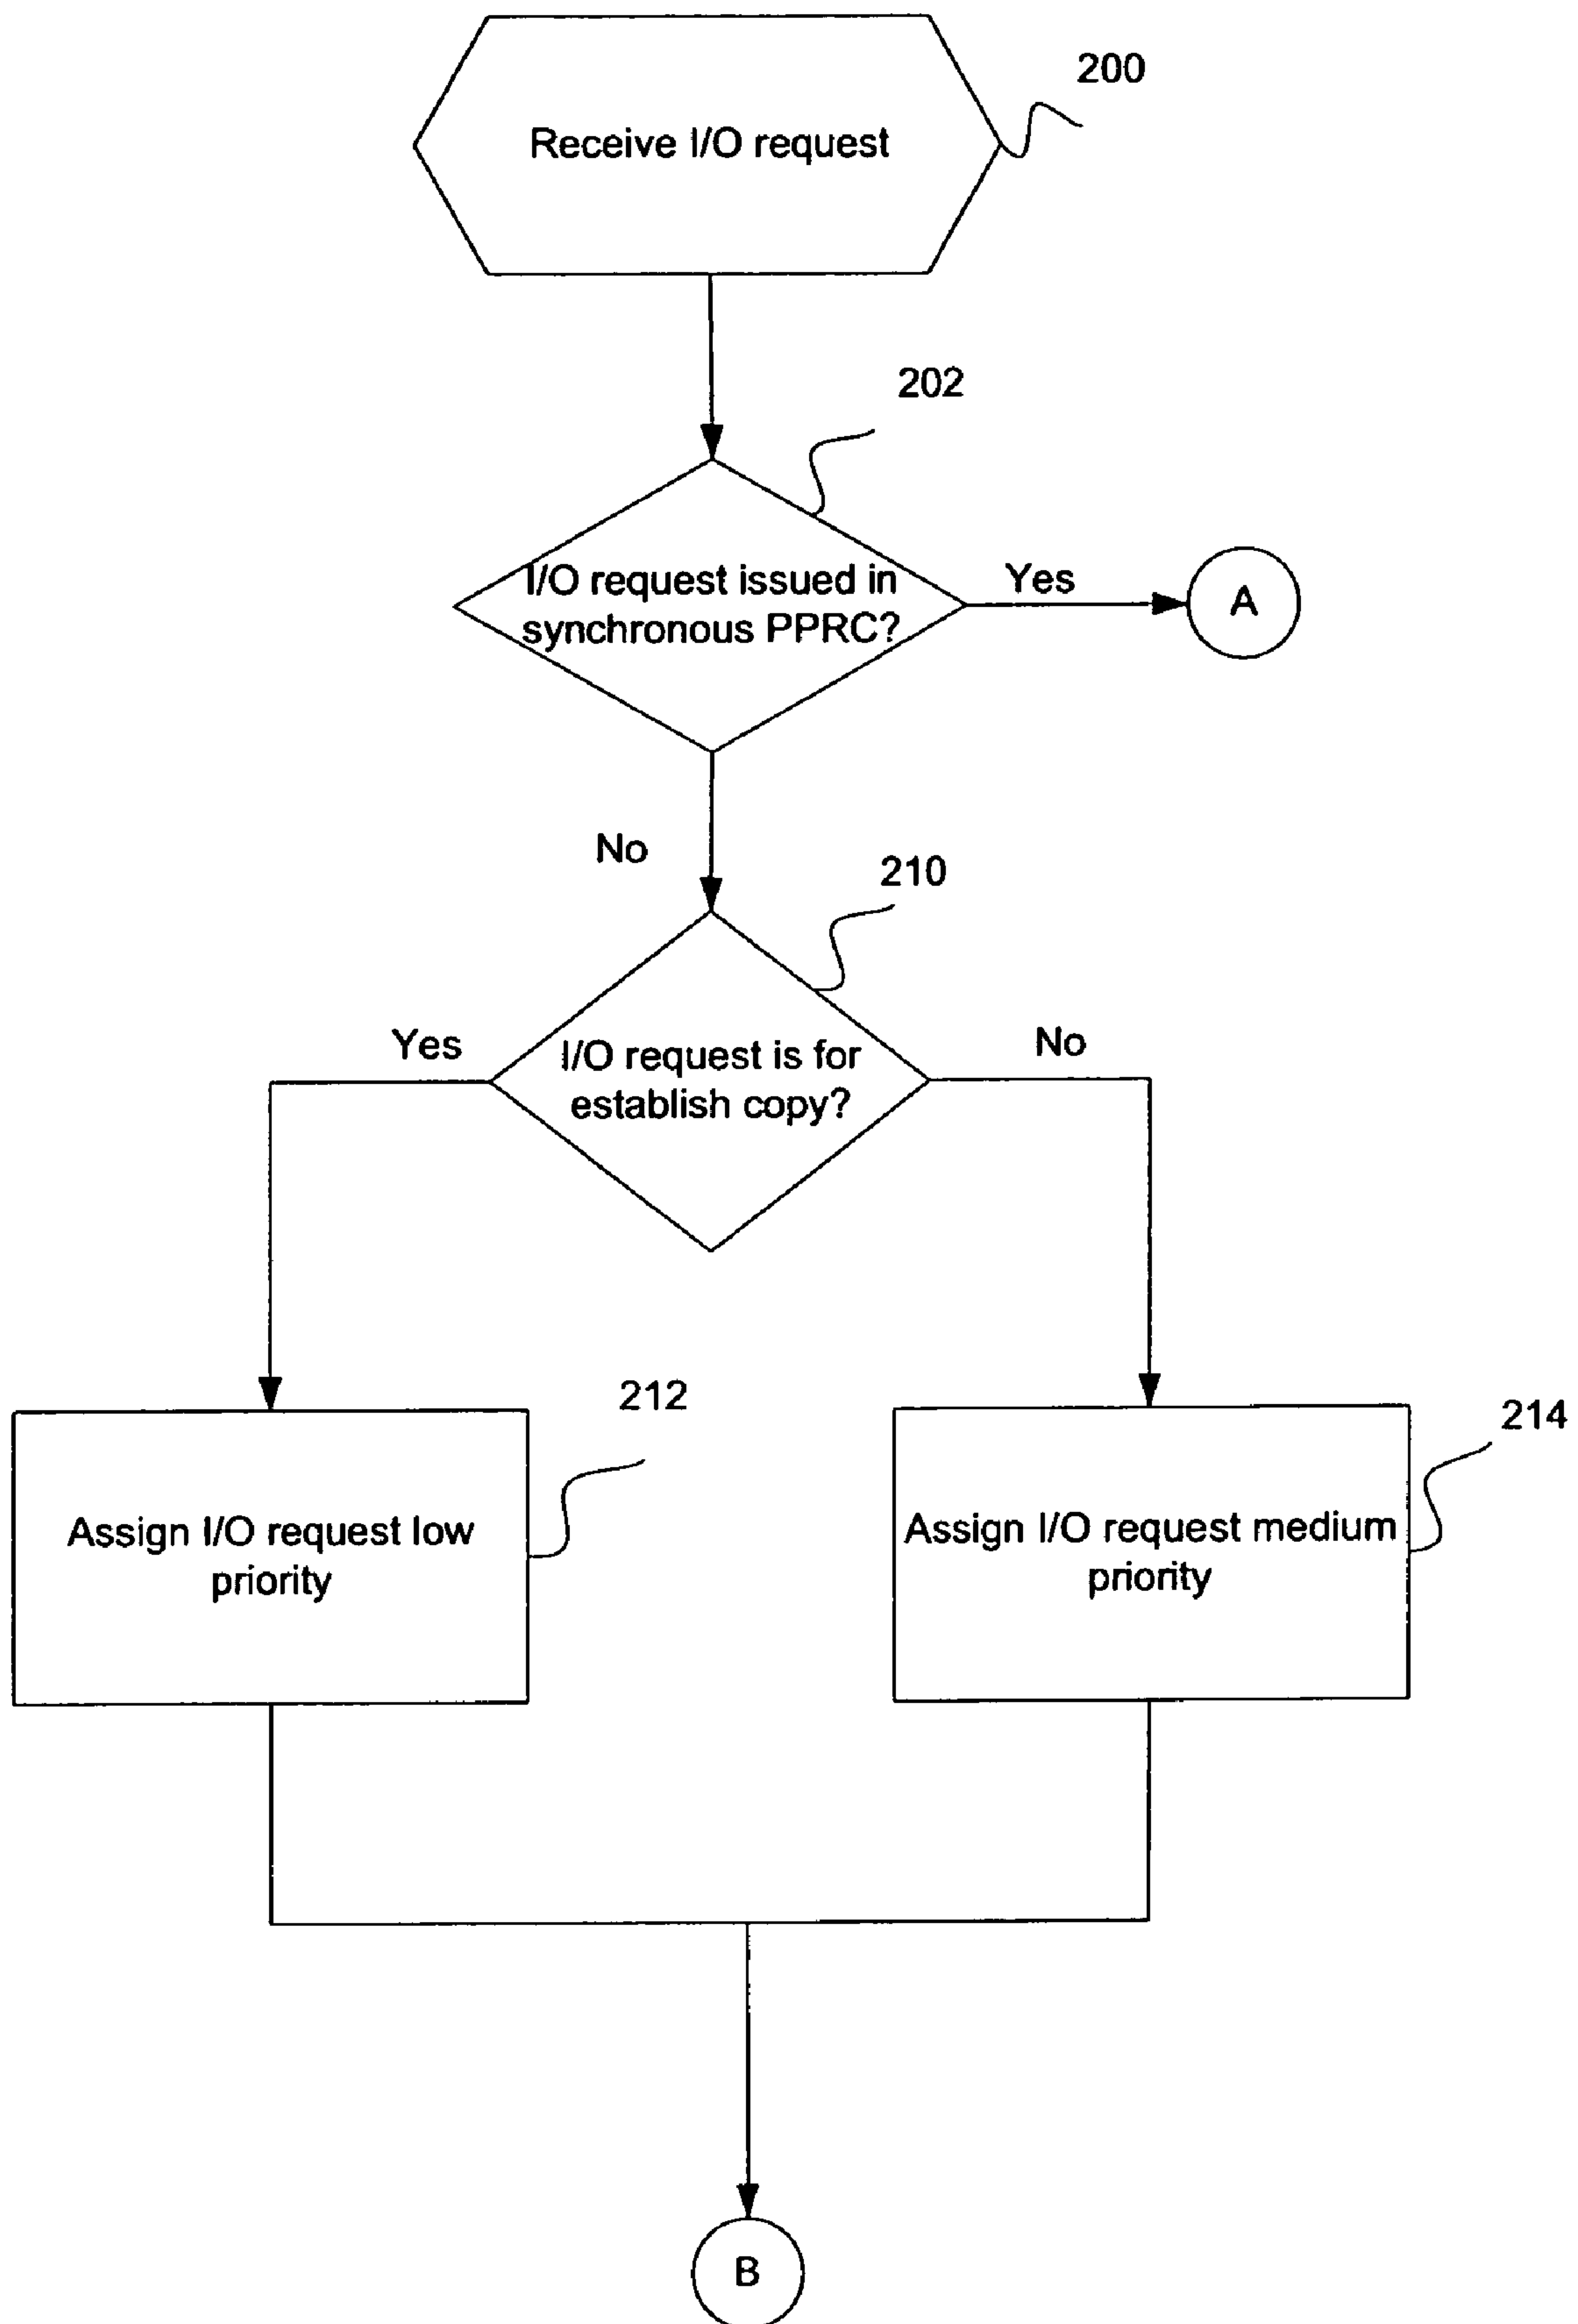 200
Receive I/O request
202
I/O request issued in
synchronous PPRC?
Yes
A
No
210
Yes
I/O request is for
establish copy?
No
212
214
Assign I/O request low
priority
Assign I/O request medium
priority
B